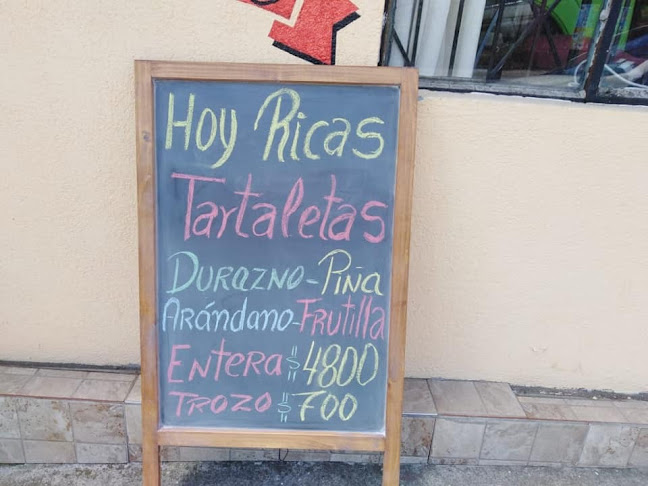 Hoy Ricas
Tartaletas
Durazno - Piña
Arándano - Frutilla
Entera $ 4800
Trozo $ 700